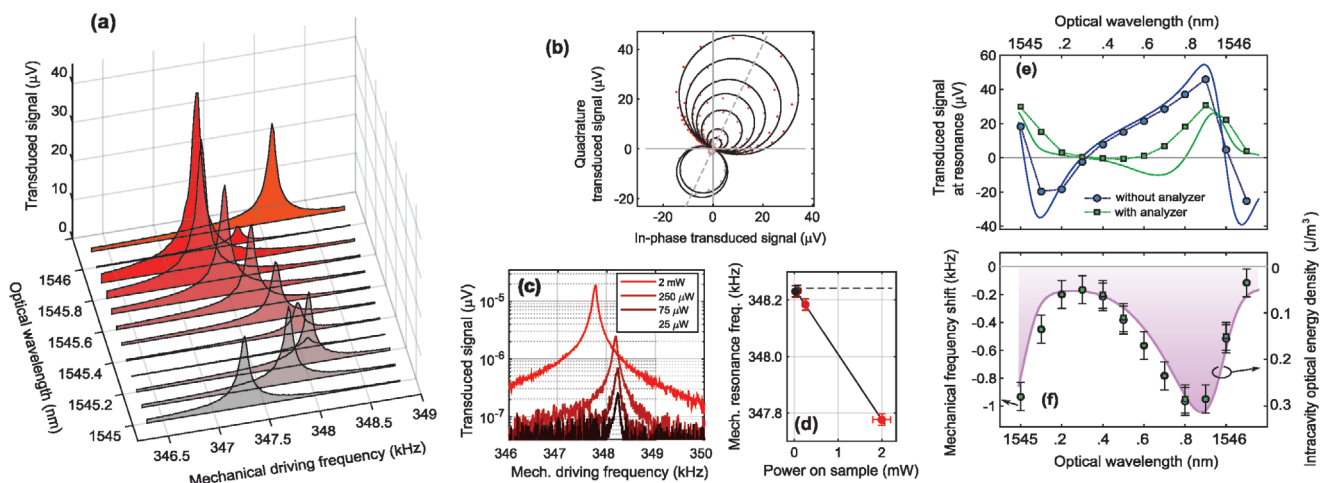 (a)
Transduced signal (μV)
40
30
20
10
0
1546
1545.8
1545.6
1545.4
1545.2
1545
Optical wavelength (nm)
346.5
347
347.5
348
348.5
349
Mechanical driving frequency (kHz)
(b)
Quadrature
transduced signal (μV)
40
20
0
-20
-20
0
20
40
In-phase transduced signal (μV)
(c)
Transduced signal (μV)
10-5
10-6
10-7
2 mW
250 μW
75 μW
25 μW
346
347
348
349
350
Mech. driving frequency (kHz)
(d)
Mech. resonance freq. (kHz)
348.2
348.0
347.8
0
1
2
Power on sample (mW)
Optical wavelength (nm)
1545
.2
.4
.6
.8
1546
(e)
Transduced signal
at resonance
(μV)
60
40
20
0
-20
-40
without analyzer
with analyzer
(f)
Mechanical frequency shift (kHz)
0
-0.2
-0.4
-0.6
-0.8
-1
0
0.1
0.2
0.3
Intracavity optical energy density (J/m3)
1545
.2
.4
.6
.8
1546
Optical wavelength (nm)